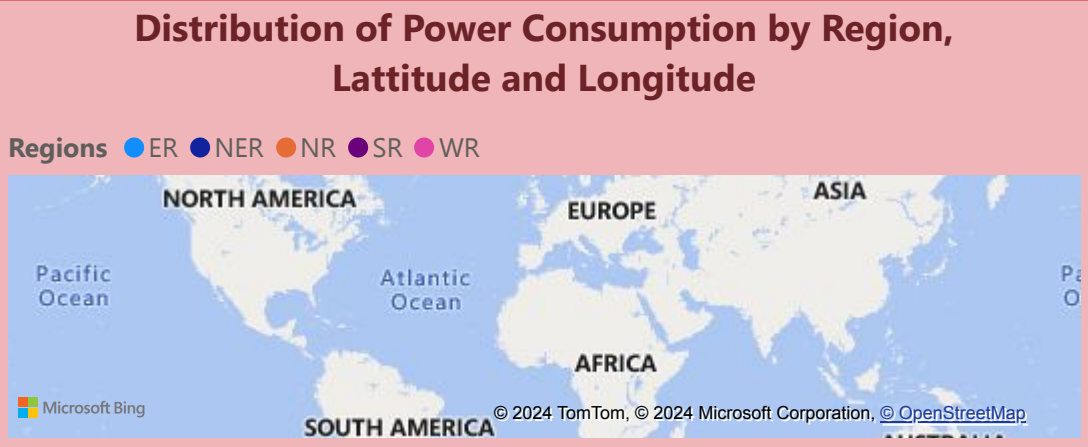 Distribution of Power Consumption by Region,
Lattitude and Longitude
Regions ER NER NR SR WR
NORTH AMERICA
ASIA
EUROPE
Pacific
Ocean
Atlantic
Ocean
AFRICA
Microsoft Bing
SOUTH AMERICA
© 2024 TomTom, © 2024 Microsoft Corporation, © OpenStreetMap